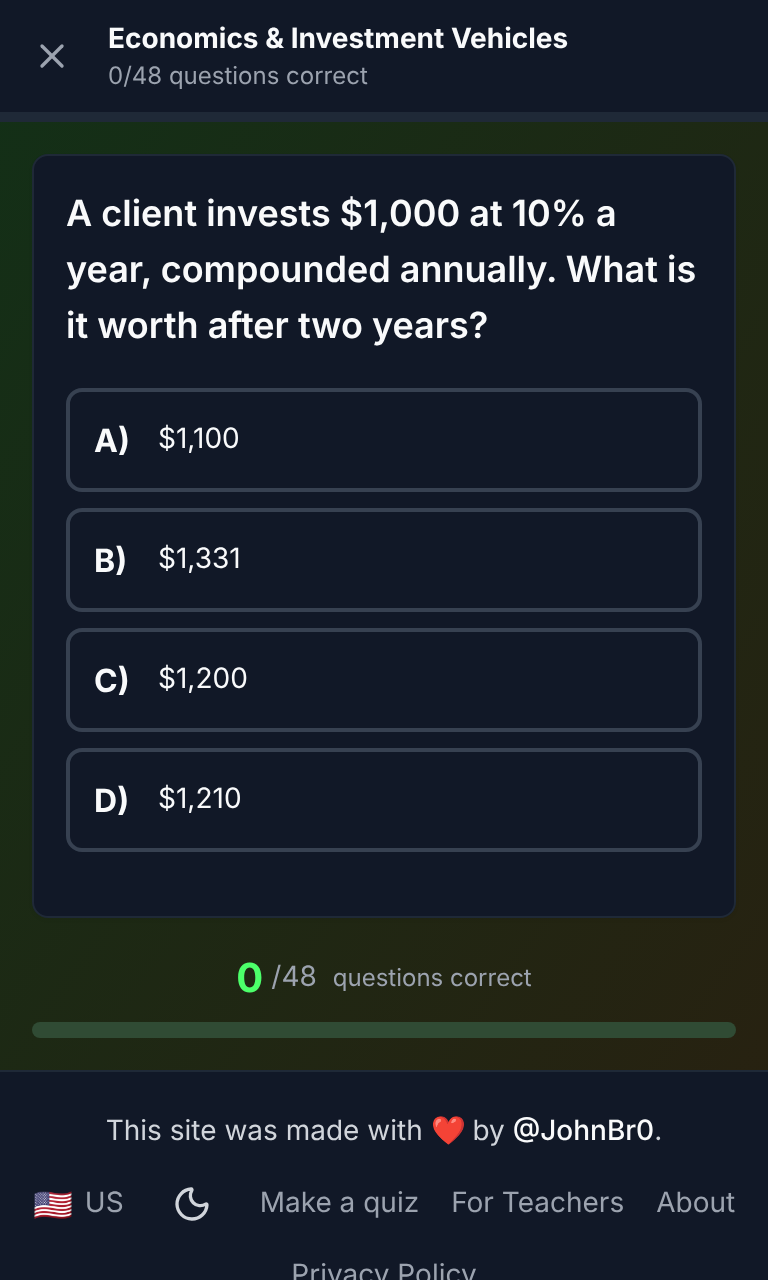 Economics & Investment Vehicles
0/48 questions correct
A client invests $1,000 at 10% a
year, compounded annually. What is
it worth after two years?
A) $1,100
B) $1,331
C) $1,200
D) $1,210
0 /48 questions correct
This site was made with ❤️ by @JohnBr0.
🇺🇸 US Make a quiz For Teachers About
Privacy Policy